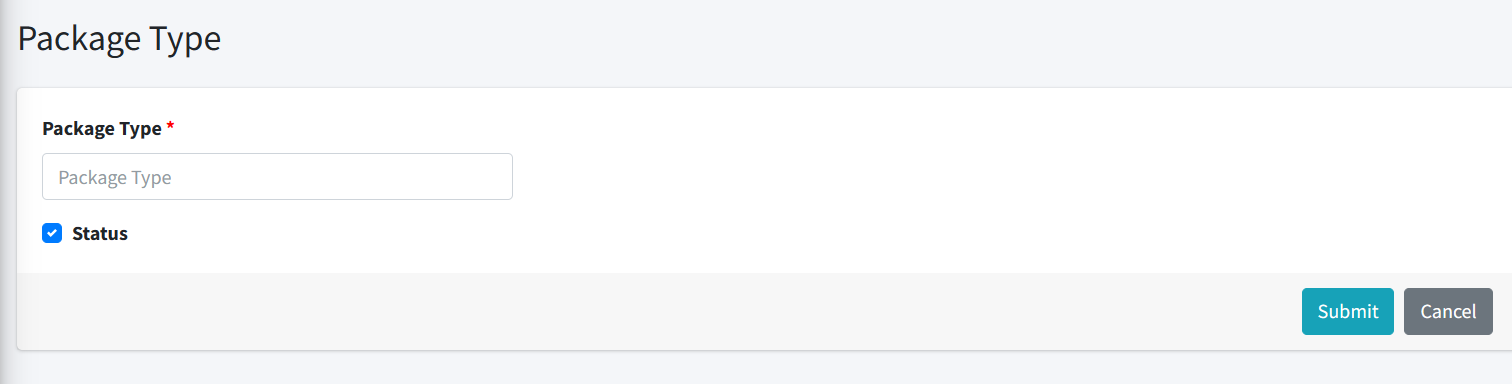 Package Type
Package Type *
Package Type
Status
Submit Cancel